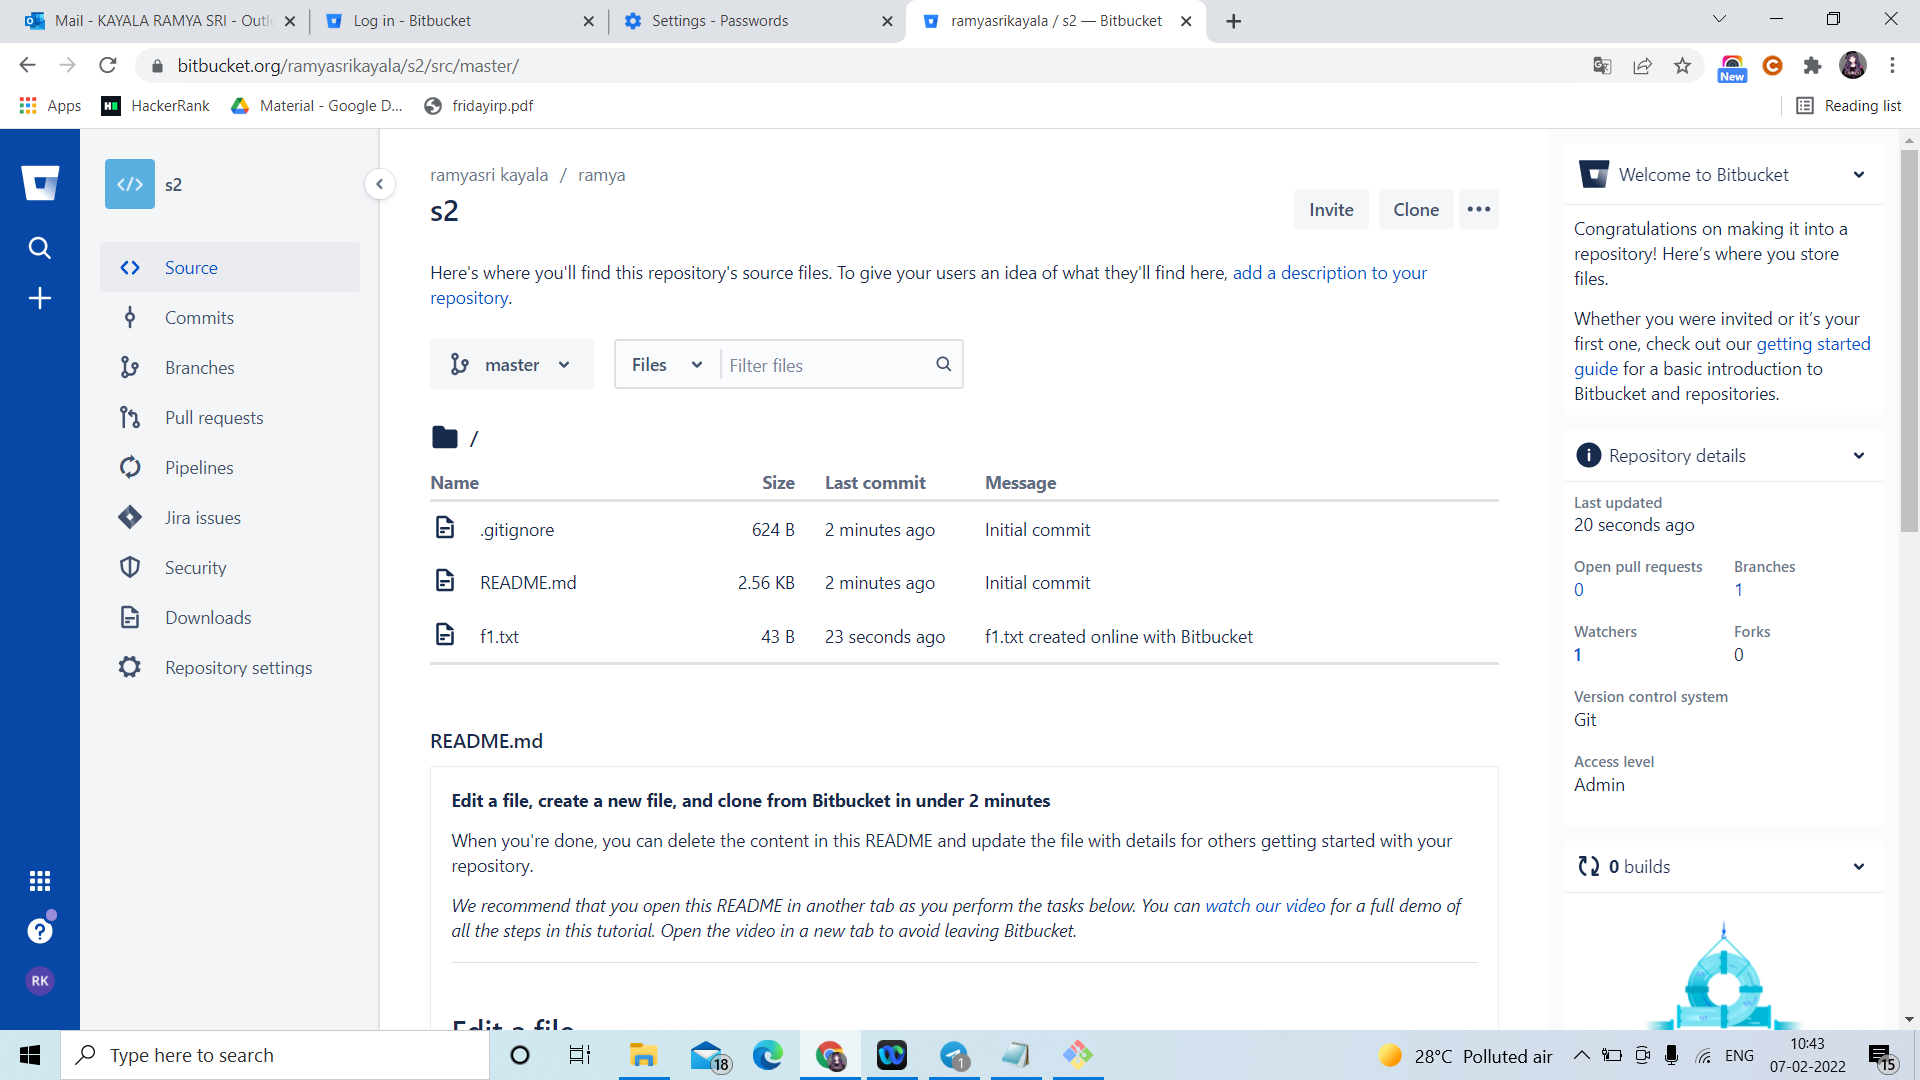 Mail - KAYALA RAMYA SRI - Outl
Log in - Bitbucket
Settings - Passwords
ramyasrikayala / s2 — Bitbucket
bitbucket.org/ramyasrikayala/s2/src/master/
New
Apps
HackerRank
Material - Google D...
fridayirp.pdf
Reading list
s2
Source
Commits
Branches
Pull requests
Pipelines
Jira issues
Security
Downloads
Repository settings
RK
ramyasri kayala / ramya
s2
Invite
Clone
Here's where you'll find this repository's source files. To give your users an idea of what they'll find here, add a description to your
repository.
master
Files
Filter files
/
Name Size Last commit Message
.gitignore 624 B 2 minutes ago Initial commit
README.md 2.56 KB 2 minutes ago Initial commit
f1.txt 43 B 23 seconds ago f1.txt created online with Bitbucket
README.md
Edit a file, create a new file, and clone from Bitbucket in under 2 minutes
When you're done, you can delete the content in this README and update the file with details for others getting started with your
repository.
We recommend that you open this README in another tab as you perform the tasks below. You can watch our video for a full demo of
all the steps in this tutorial. Open the video in a new tab to avoid leaving Bitbucket.
Edit a file
Welcome to Bitbucket
Congratulations on making it into a
repository! Here’s where you store
files.
Whether you were invited or it’s your
first one, check out our getting started
guide for a basic introduction to
Bitbucket and repositories.
Repository details
Last updated
20 seconds ago
Open pull requests Branches
0 1
Watchers Forks
1 0
Version control system
Git
Access level
Admin
0 builds
Type here to search
18
1
28°C Polluted air
ENG
10:43
07-02-2022
15